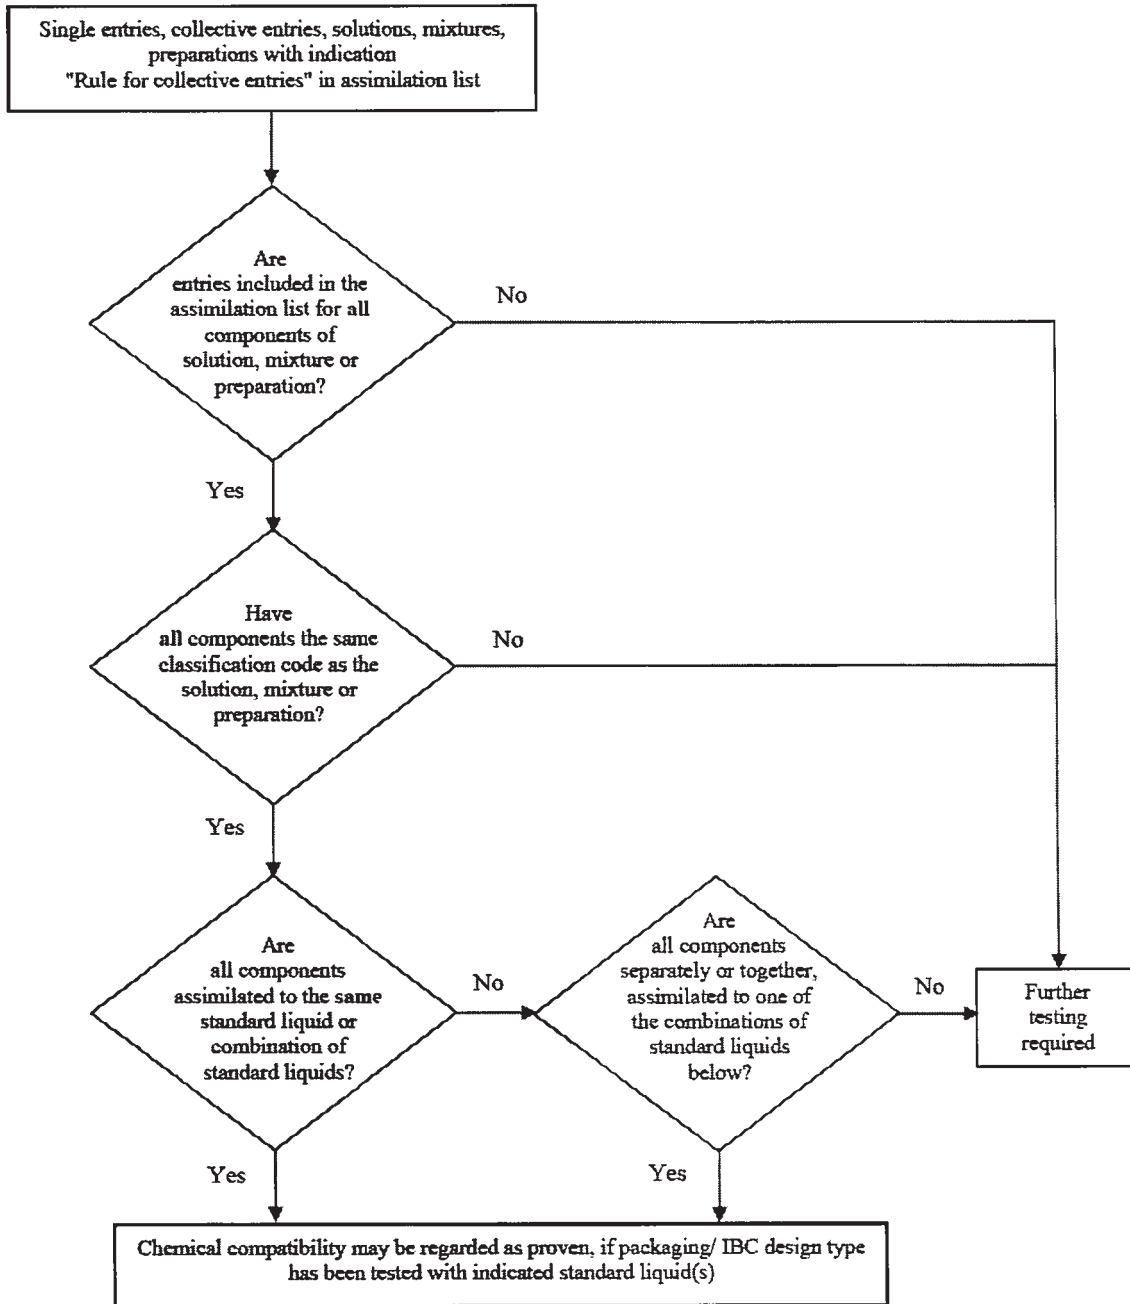 Single entries, collective entries, solutions, mixtures,
preparations with indication
"Rule for collective entries" in assimilation list
Are
entries included in the
assimilation list for all
components of
solution, mixture or
preparation?
No
Yes
Have
all components the same
classification code as the
solution, mixture or
preparation?
No
Yes
Are
all components
assimilated to the same
standard liquid or
combination of
standard liquids?
No
Are
all components
separately or together,
assimilated to one of
the combinations of
standard liquids
below?
No
Further
testing
required
Yes
Yes
Chemical compatibility may be regarded as proven, if packaging/ IBC design type
has been tested with indicated standard liquid(s)